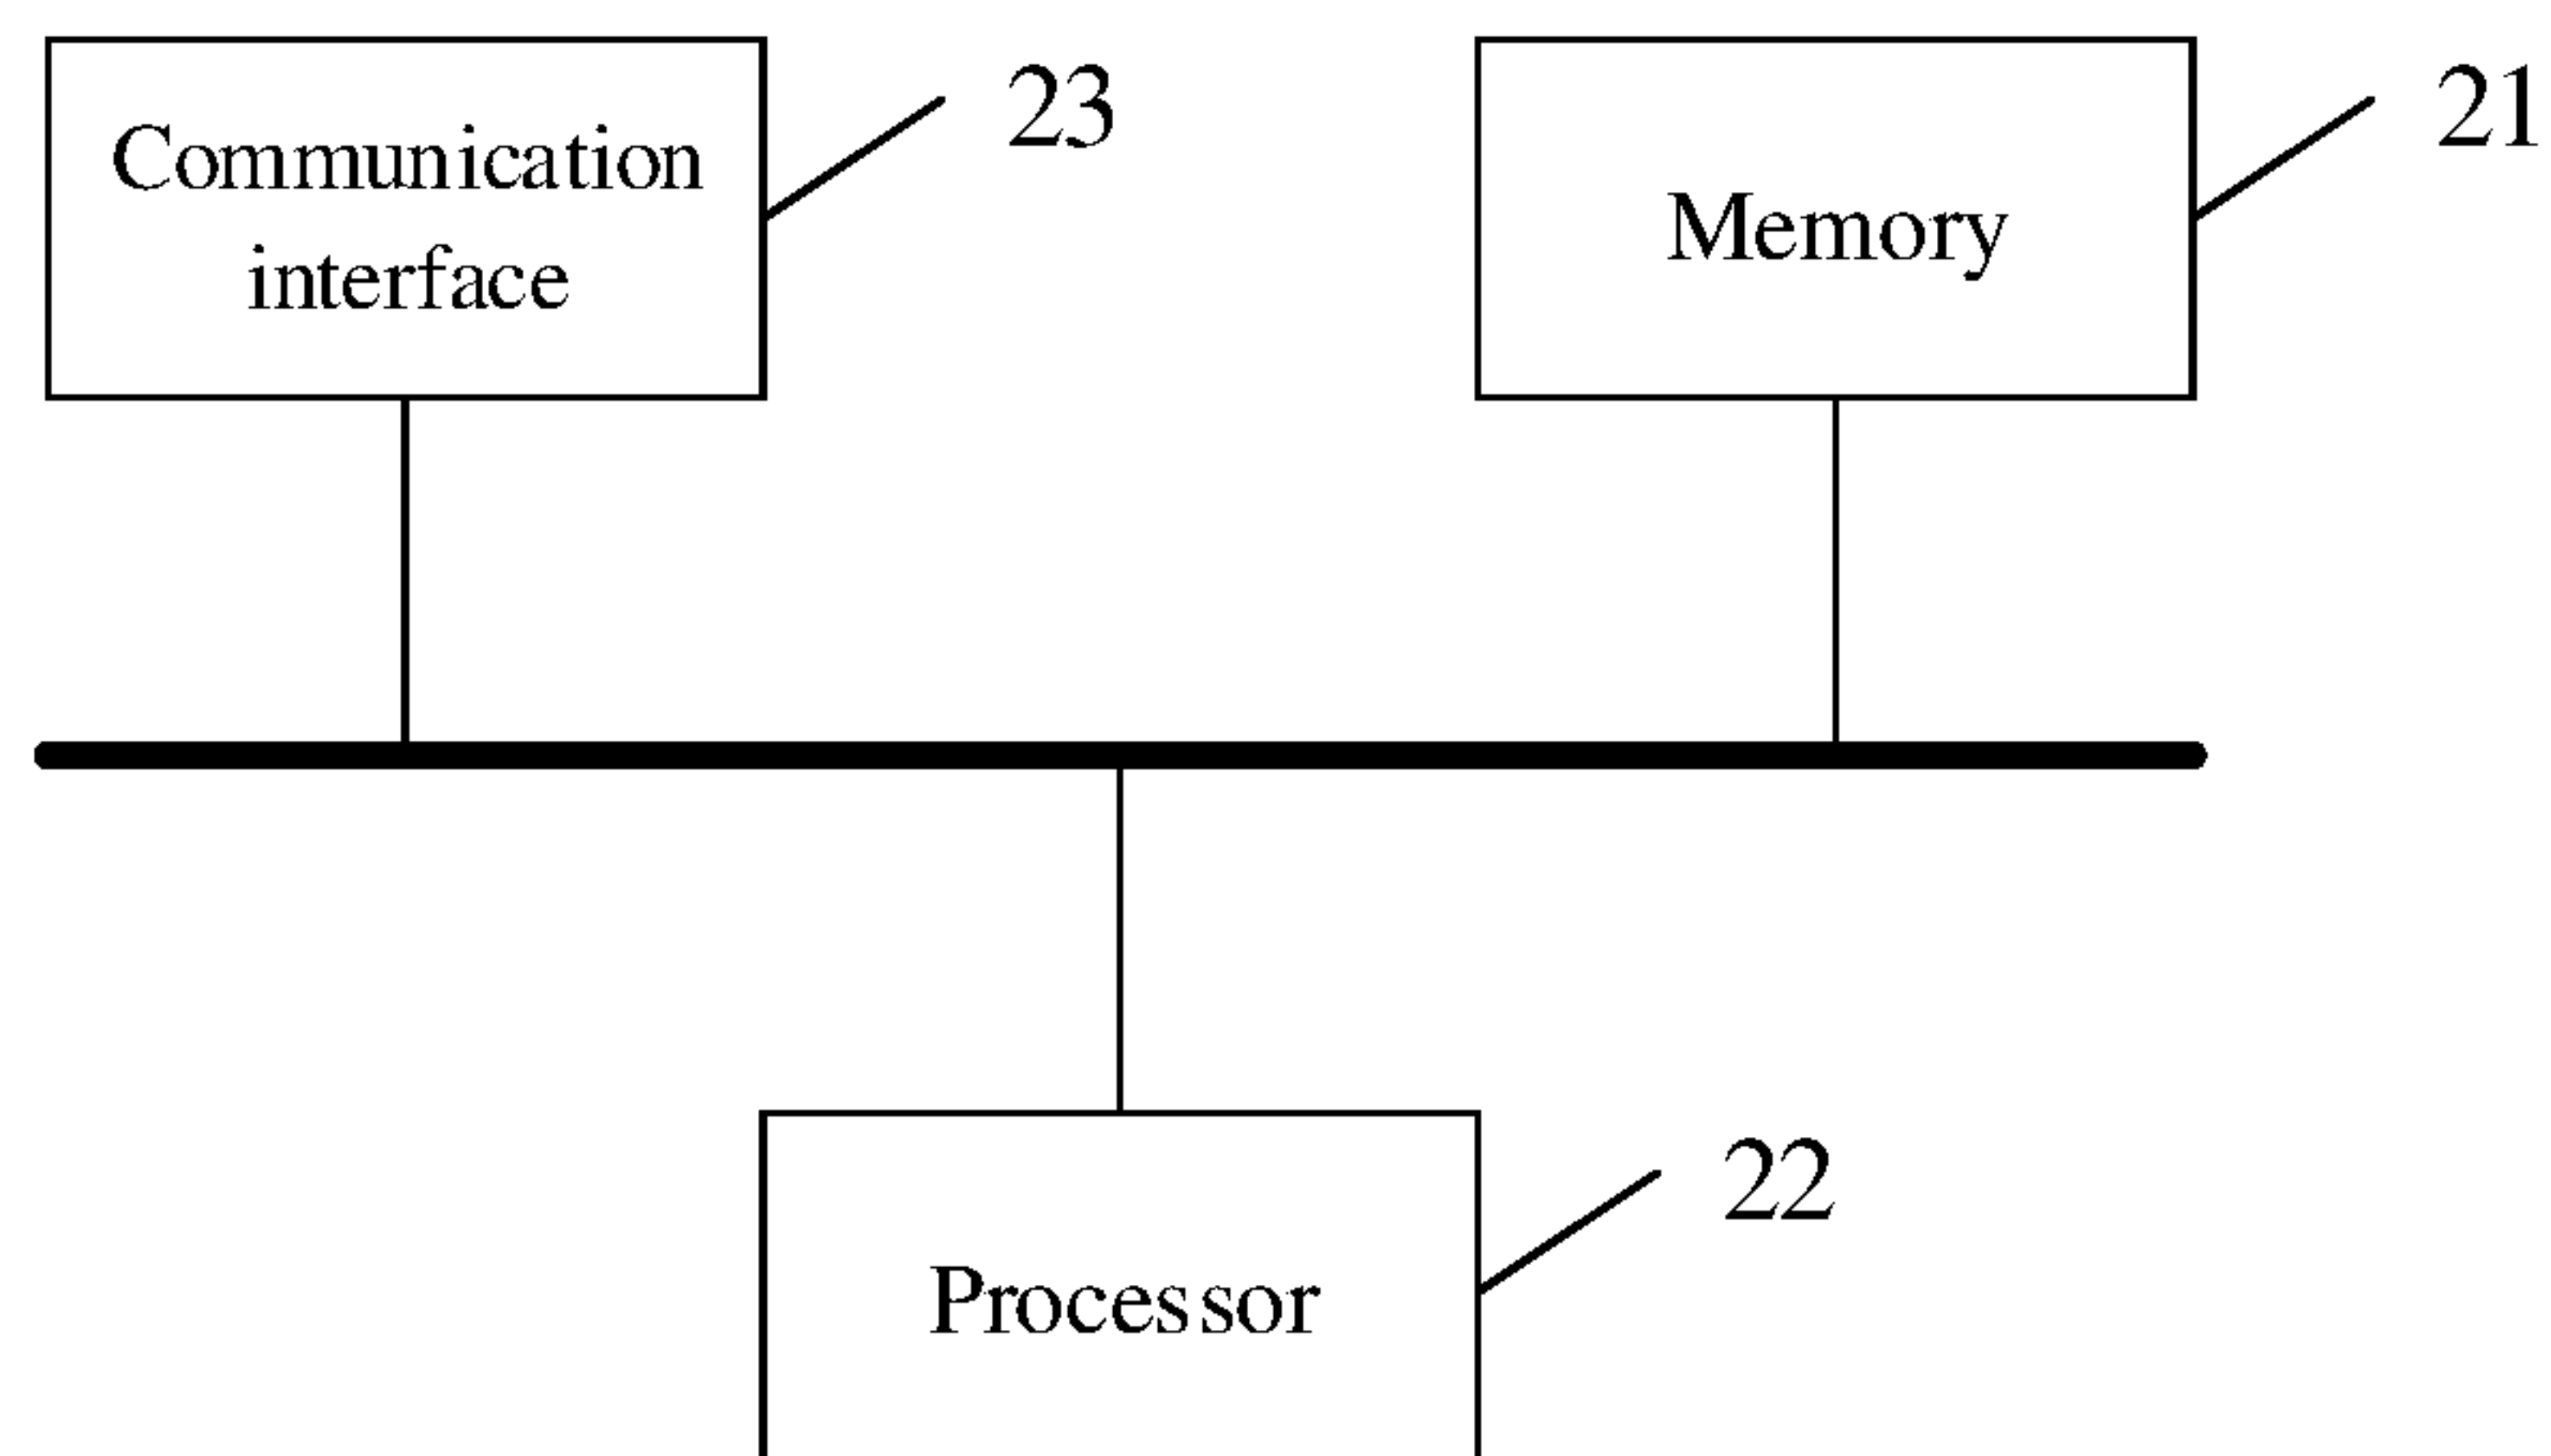 Communication
interface
23
Memory
21
Processor
22